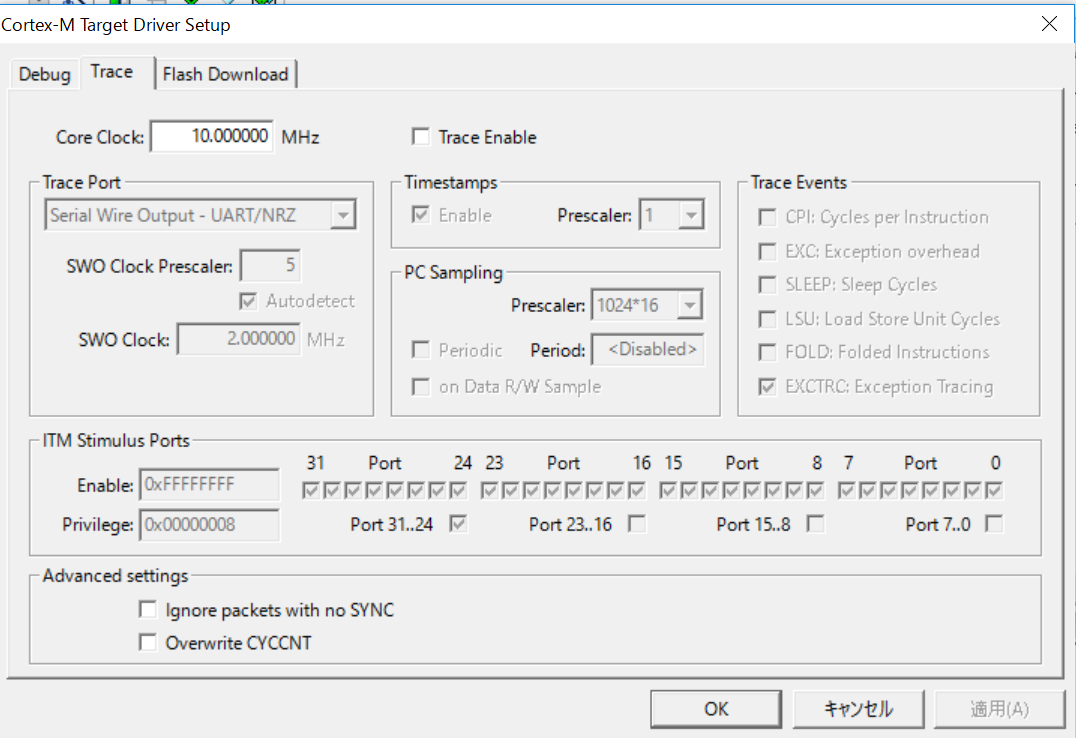 Cortex-M Target Driver Setup
Debug Trace Flash Download
Core Clock: 10.000000 MHz Trace Enable
Trace Port
Serial Wire Output - UART/NRZ
SWO Clock Prescaler: 5
Autodetect
SWO Clock: 2.000000 MHz
Timestamps
Enable Prescaler: 1
PC Sampling
Prescaler: 1024*16
Periodic Period: <Disabled>
on Data R/W Sample
Trace Events
CPI: Cycles per Instruction
EXC: Exception overhead
SLEEP: Sleep Cycles
LSU: Load Store Unit Cycles
FOLD: Folded Instructions
EXCTRC: Exception Tracing
ITM Stimulus Ports
31 Port 24 23 Port 16 15 Port 8 7 Port 0
Enable: 0xFFFFFFFF
Privilege: 0x00000008 Port 31..24 Port 23..16 Port 15..8 Port 7..0
Advanced settings
Ignore packets with no SYNC
Overwrite CYCCNT
OK キャンセル 適用(A)